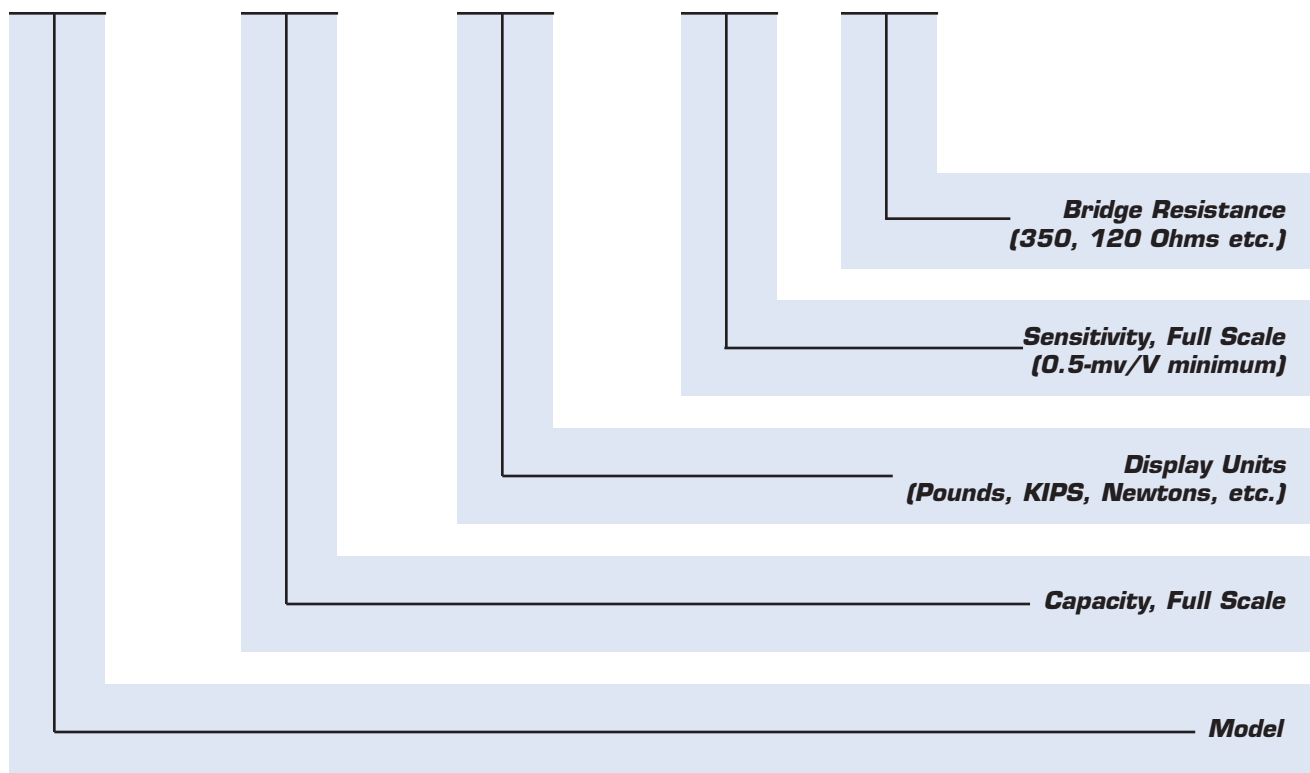 Bridge Resistance
(350, 120 Ohms etc.)
Sensitivity, Full Scale
(0.5-mv/V minimum)
Display Units
(Pounds, KIPS, Newtons, etc.)
Capacity, Full Scale
Model